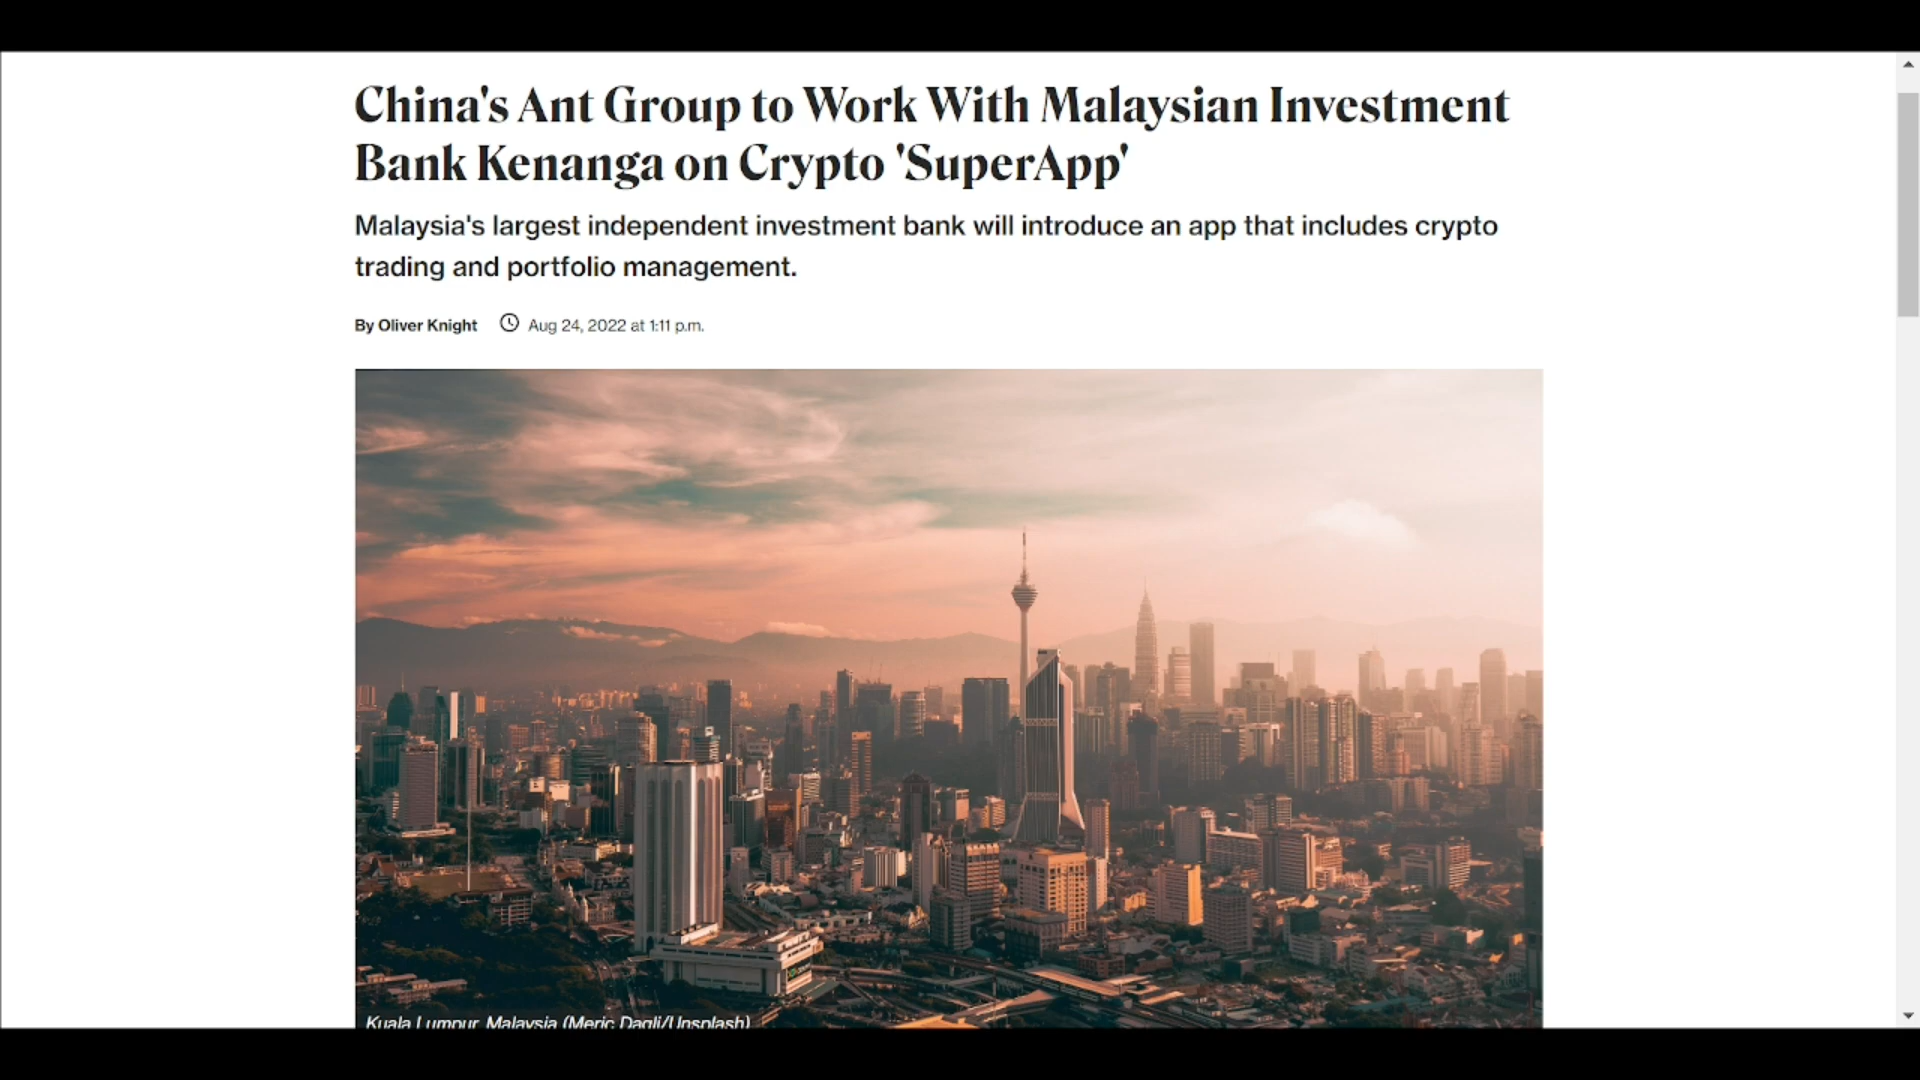 China's Ant Group to Work With Malaysian Investment
Bank Kenanga on Crypto 'SuperApp'
Malaysia's largest independent investment bank will introduce an app that includes crypto
trading and portfolio management.
By Oliver Knight Aug 24, 2022 at 1:11 p.m.
Kuala Lumpur, Malaysia (Meric Dagli/Unsplash)